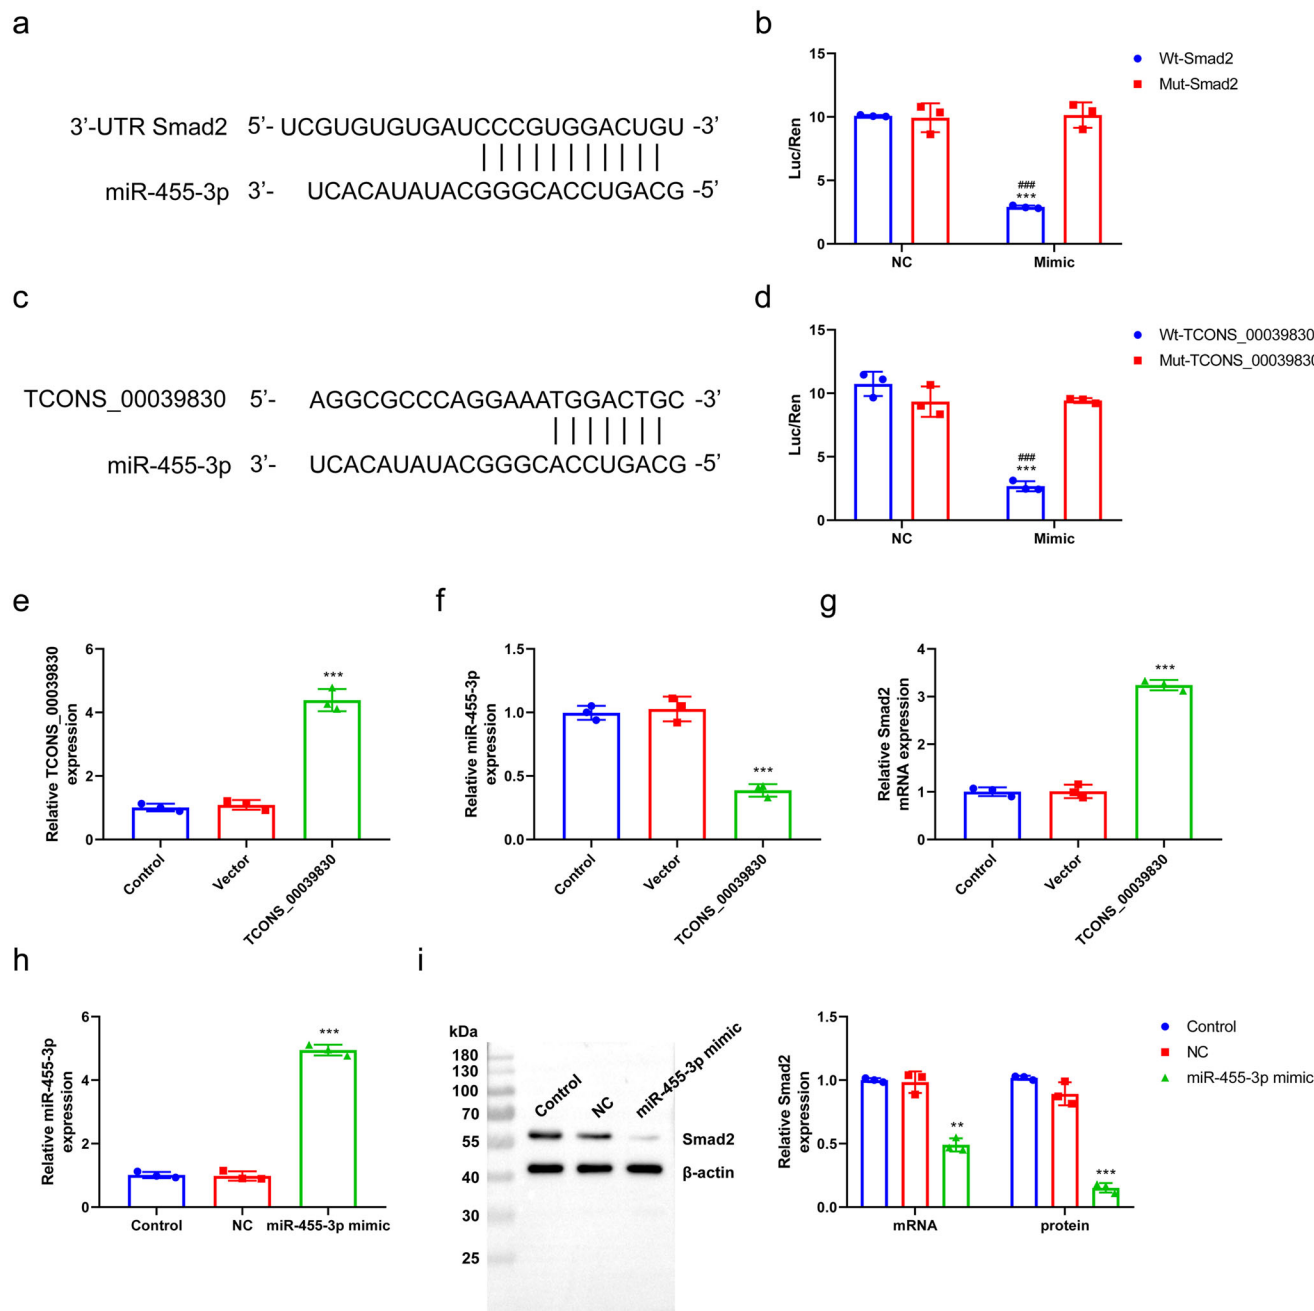 a
3’-UTR Smad2 5’- UCGUGUGUGAUCCCGUGGACUGU -3’
miR-455-3p 3’- UCACAUAUACGGGCACCUGACG -5’
b
Luc/Ren
15
10
5
0
###
***
NC Mimic
Wt-Smad2
Mut-Smad2
c
TCONS_00039830 5’- AGGCGCCCAGGAAATGGACTGC -3’
miR-455-3p 3’- UCACAUAUACGGGCACCUGACG -5’
d
Luc/Ren
15
10
5
0
###
***
NC Mimic
Wt-TCONS_00039830
Mut-TCONS_00039830
e
Relative TCONS_00039830
expression
6
4
2
0
***
Control
Vector
TCONS_00039830
f
Relative miR-455-3p
expression
1.5
1.0
0.5
0.0
***
Control
Vector
TCONS_00039830
g
Relative Smad2
mRNA expression
4
3
2
1
0
***
Control
Vector
TCONS_00039830
h
Relative miR-455-3p
expression
6
4
2
0
***
Control NC miR-455-3p mimic
i
kDa
180
130
100
70
55
40
30
25
Control
NC
miR-455-3p mimic
Smad2
β-actin
Relative Smad2
expression
1.5
1.0
0.5
0.0
**
***
mRNA protein
Control
NC
miR-455-3p mimic